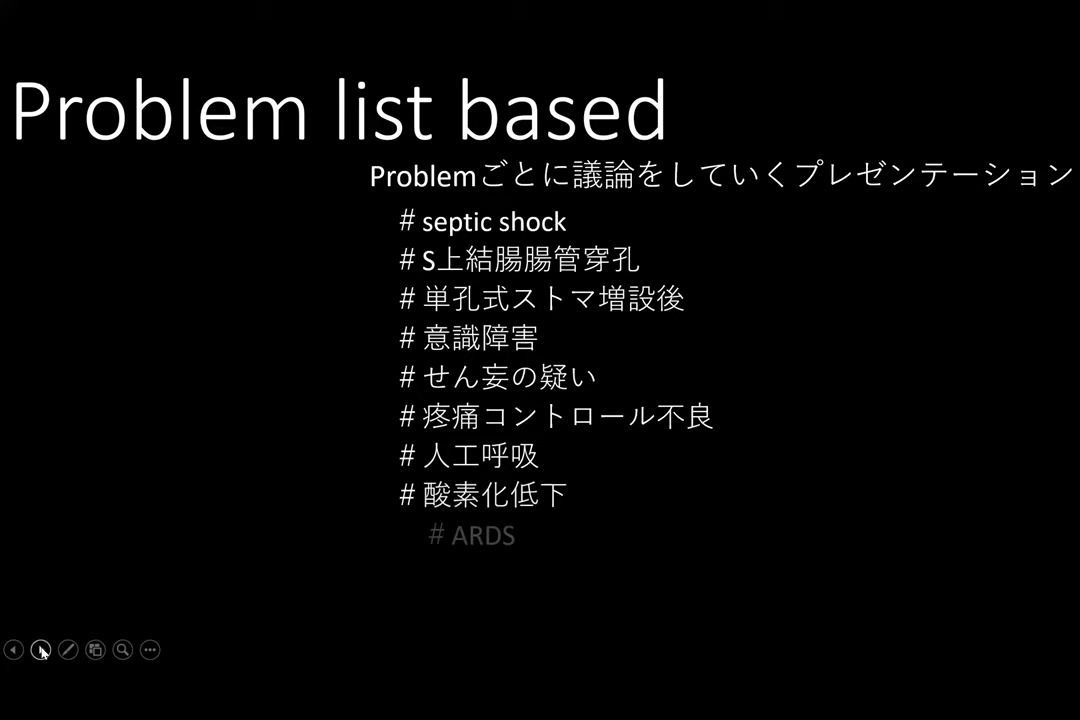 Problem list based
Problemごとに議論をしていくプレゼンテーション
# septic shock
# S上結腸腸管穿孔
# 単孔式ストマ増設後
# 意識障害
# せん妄の疑い
# 疼痛コントロール不良
# 人工呼吸
# 酸素化低下
# ARDS